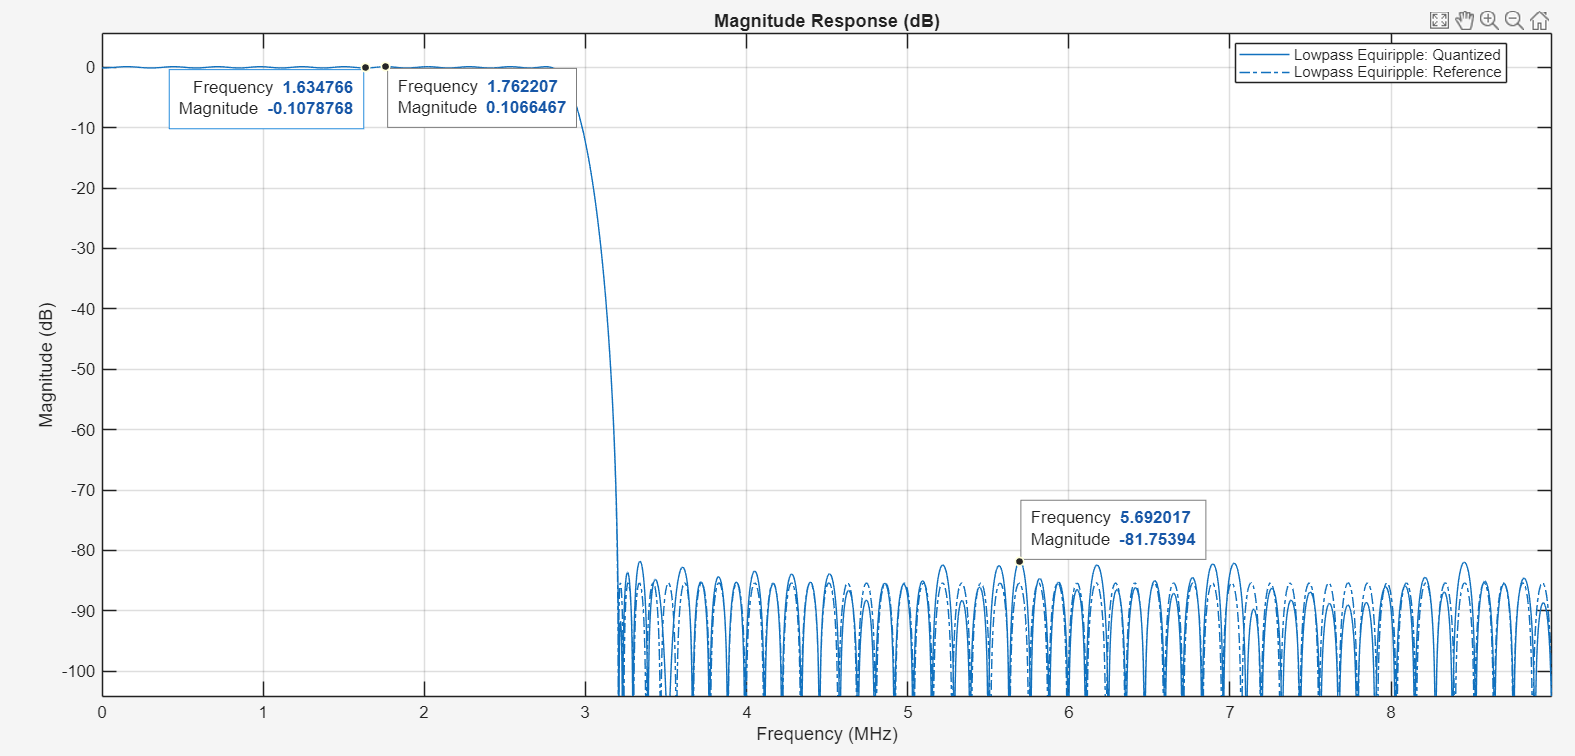 Magnitude Response (dB)
Lowpass Equiripple: Quantized
Lowpass Equiripple: Reference
Frequency 1.634766
Magnitude -0.1078768
Frequency 1.762207
Magnitude 0.1066467
Frequency 5.692017
Magnitude -81.75394
Magnitude (dB)
0
-10
-20
-30
-40
-50
-60
-70
-80
-90
-100
0 1 2 3 4 5 6 7 8
Frequency (MHz)